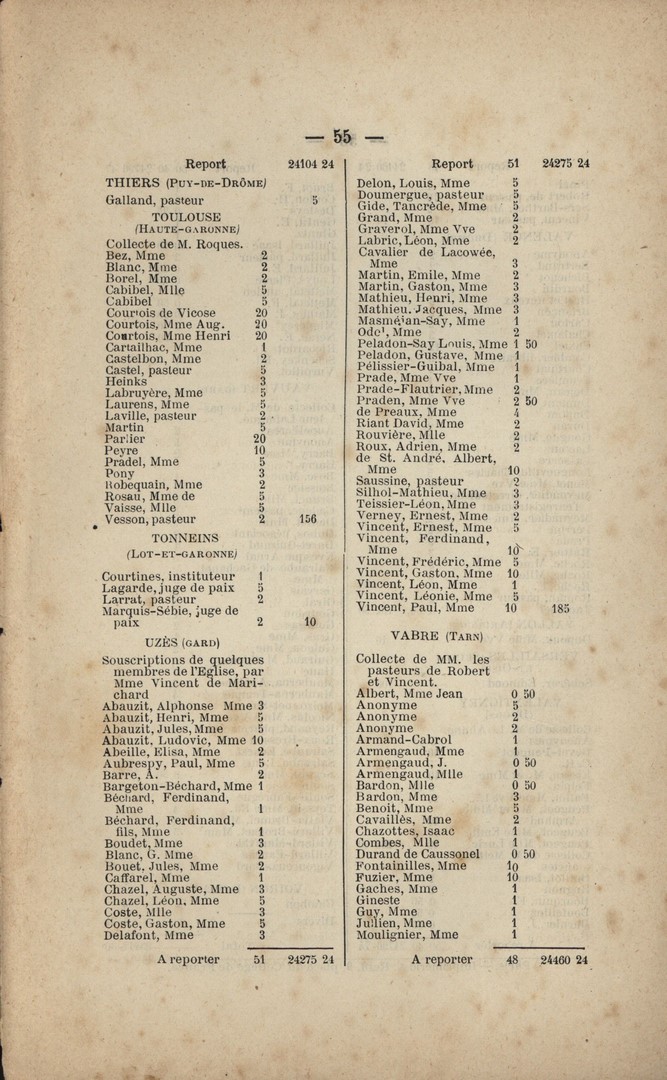 — 55 —
Report 24104 24
THIERS (PUY-DE-DRÔME)
Galland, pasteur 5
TOULOUSE
(HAUTE-GARONNE)
Collecte de M. Roques.
Bez, Mme 2
Blanc, Mme 2
Borel, Mme 2
Cabibel, Mlle 5
Cabibel 5
Courtois de Vicose 20
Courtois, Mme Aug. 20
Courtois, Mme Henri 20
Cartailhac, Mme 1
Castelbon, Mme 2
Castel, pasteur 5
Heinks 3
Labruyère, Mme 5
Laurens, Mme 5
Laville, pasteur 2
Martin 5
Parlier 20
Peyre 10
Pradel, Mme 5
Pony 3
Robequain, Mme 2
Rosau, Mme de 5
Vaisse, Mlle 5
Vesson, pasteur 2 156
TONNEINS
(LOT-ET-GARONNE)
Courtines, instituteur 1
Lagarde, juge de paix 5
Larrat, pasteur 2
Marquis-Sébie, juge de
paix 2 10
UZÈS (GARD)
Souscriptions de quelques
membres de l'Eglise, par
Mme Vincent de Mari-
chard
Abauzit, Alphonse Mme 3
Abauzit, Henri, Mme 5
Abauzit, Jules, Mme 5
Abauzit, Ludovic, Mme 10
Abeille, Elisa, Mme 2
Aubrespy, Paul, Mme 5
Barre, A. 2
Bargeton-Béchard, Mme 1
Béchard, Ferdinand,
Mme 1
Béchard, Ferdinand,
fils, Mme 1
Boudet, Mme 3
Blanc, G. Mme 2
Bouet, Jules, Mme 2
Caffarel, Mme 1
Chazel, Auguste, Mme 3
Chazel, Léon, Mme 5
Coste, Mlle 3
Coste, Gaston, Mme 5
Delafont, Mme 3
A reporter 51 24275 24
Report 51 24275 24
Delon, Louis, Mme 5
Doumergue, pasteur 5
Gide, Tancrède, Mme 5
Grand, Mme 2
Graverol, Mme Vve 2
Labric, Léon, Mme 2
Cavalier de Lacowée,
Mme 3
Martin, Emile, Mme 2
Martin, Gaston, Mme 3
Mathieu, Henri, Mme 3
Mathieu, Jacques, Mme 3
Masméjan-Say, Mme 1
Odct, Mme 2
Peladon-Say Louis, Mme 1 50
Peladon, Gustave, Mme 1
Pélissier-Guibal, Mme 1
Prade, Mme Vve 1
Prade-Flautrier, Mme 2
Praden, Mme Vve 2 50
de Preaux, Mme 4
Riant David, Mme 2
Rouvière, Mlle 2
Roux, Adrien, Mme 2
de St. André, Albert,
Mme 10
Saussine, pasteur 2
Silhol-Mathieu, Mme 3
Teissier-Léon, Mme 3
Verney, Ernest, Mme 2
Vincent, Ernest, Mme 5
Vincent, Ferdinand,
Mme 10
Vincent, Frédéric, Mme 5
Vincent, Gaston, Mme 10
Vincent, Léon, Mme 1
Vincent, Léonie, Mme 5
Vincent, Paul, Mme 10 185
VABRE (TARN)
Collecte de MM. les
pasteurs de Robert
et Vincent.
Albert, Mme Jean 0 50
Anonyme 5
Anonyme 2
Anonyme 2
Armand-Cabrol 1
Armengaud, Mme 1
Armengaud, J. 0 50
Armengaud, Mlle 1
Bardon, Mlle 0 50
Bardon, Mme 3
Benoit, Mme 5
Cavaillès, Mme 2
Chazottes, Isaac 1
Combes, Mlle 1
Durand de Caussonel 0 50
Fontainilles, Mme 10
Fuzier, Mme 10
Gaches, Mme 1
Gineste 1
Guy, Mme 1
Jullien, Mme 1
Moulignier, Mme 1
A reporter 48 24460 24